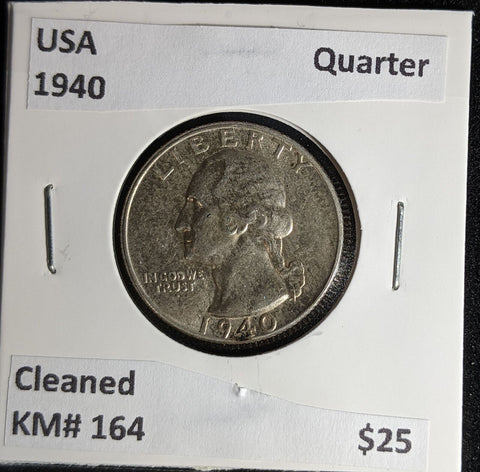 USA
Quarter
1940
LIBERTY
IN GOD WE
TRUST
1940
Cleaned
KM# 164
$25